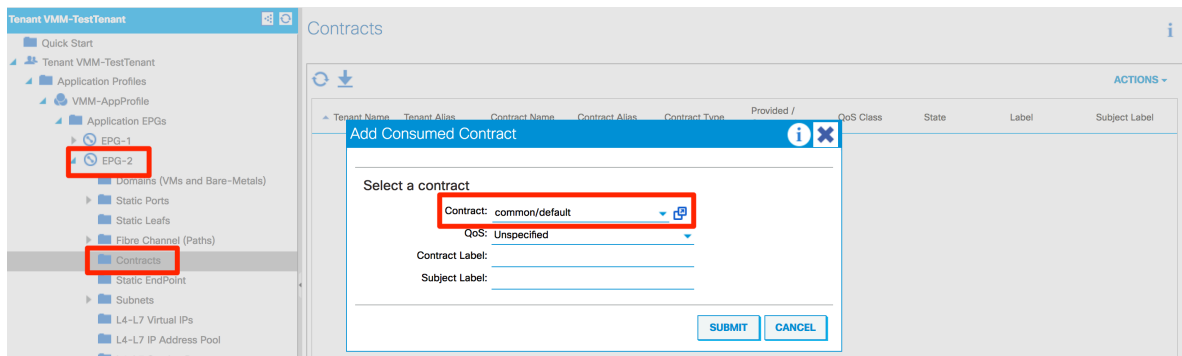 Tenant VMM-TestTenant
Quick Start
Tenant VMM-TestTenant
Application Profiles
VMM-AppProfile
Application EPGs
EPG-1
EPG-2
Domains (VMs and Bare-Metals)
Static Ports
Static Leafs
Fibre Channel (Paths)
Contracts
Static EndPoint
Subnets
L4-L7 Virtual IPs
L4-L7 IP Address Pool
Contracts
i
ACTIONS
Tenant Name Tenant Alias Contract Name Contract Alias Contract Type Provided / QoS Class State Label Subject Label
Add Consumed Contract
i
Select a contract
Contract: common/default
QoS: Unspecified
Contract Label:
Subject Label:
SUBMIT CANCEL